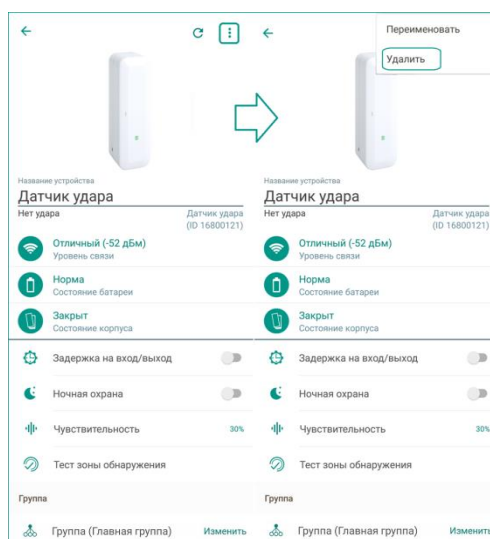 Название устройства
Датчик удара
Нет удара
Датчик удара
(ID 16800121)
Отличный (-52 дБм)
Уровень связи
Норма
Состояние батареи
Закрыт
Состояние корпуса
Задержка на вход/выход
Ночная охрана
Чувствительность 30%
Тест зоны обнаружения
Группа
Группа (Главная группа) Изменить
Переименовать
Удалить
Название устройства
Датчик удара
Нет удара
Датчик удара
(ID 16800121)
Отличный (-52 дБм)
Уровень связи
Норма
Состояние батареи
Закрыт
Состояние корпуса
Задержка на вход/выход
Ночная охрана
Чувствительность 30%
Тест зоны обнаружения
Группа
Группа (Главная группа) Изменить